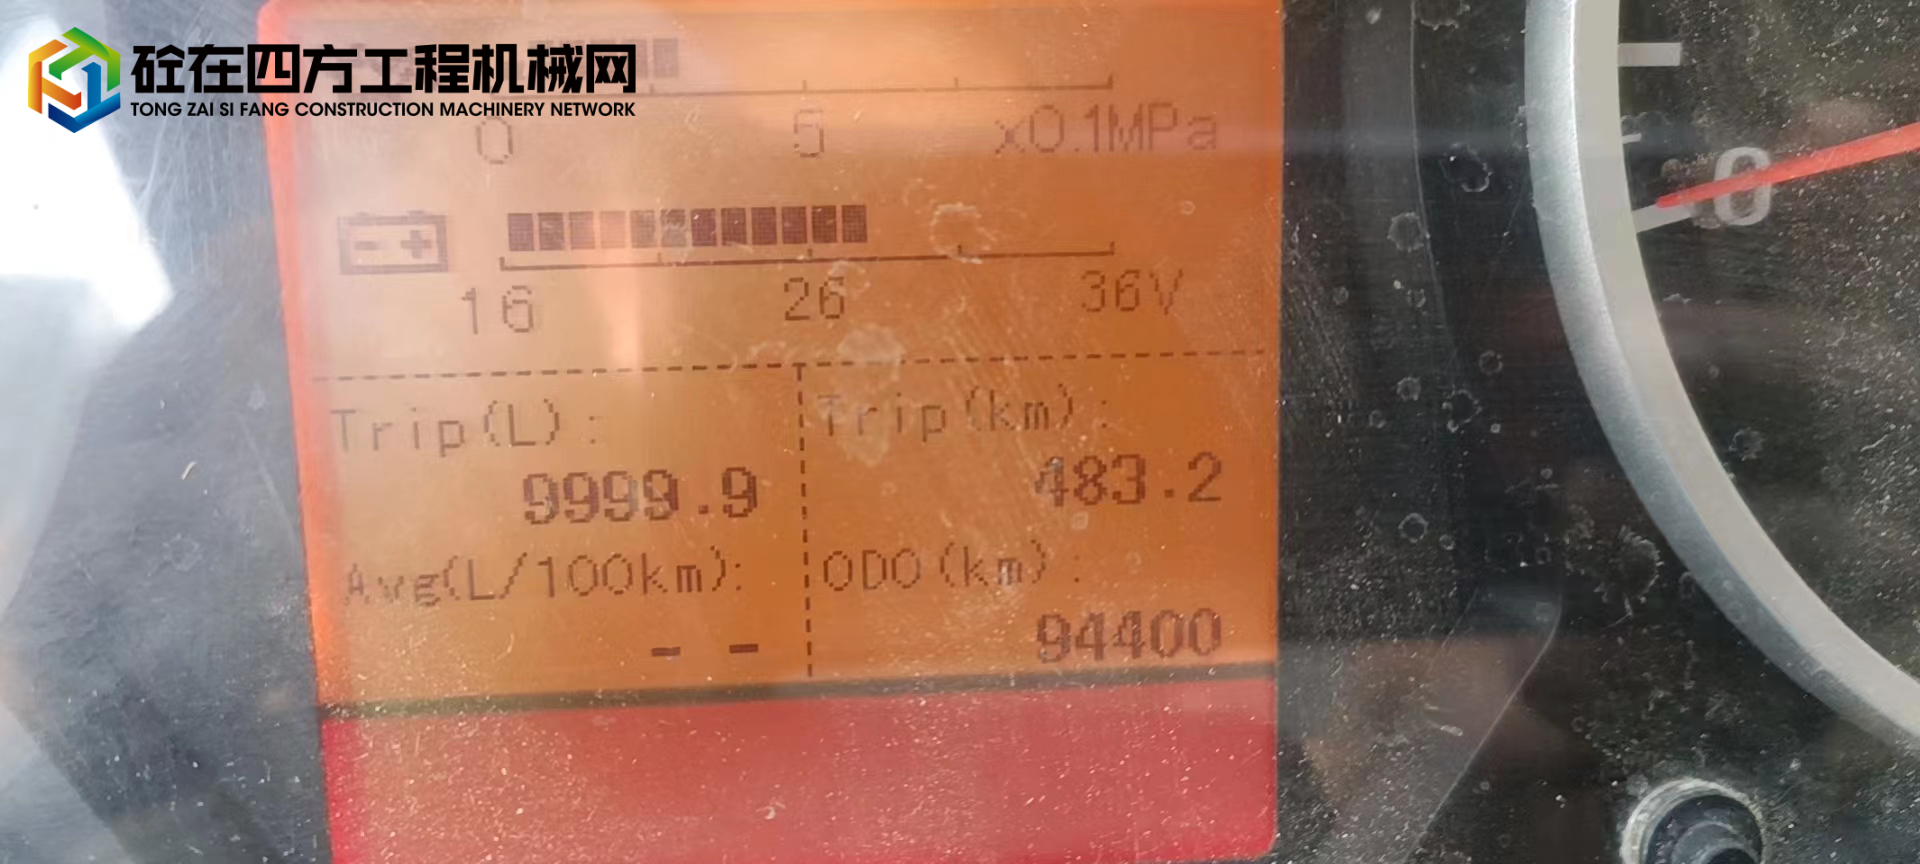 砼在四方工程机械网
TONG ZAI SI FANG CONSTRUCTION MACHINERY NETWORK
0 5 x0.1MPa
- +
16 26 36V
Trip(L): Trip(km):
9999.9 483.2
Avg(L/100km): ODO(km):
- - 94400
0